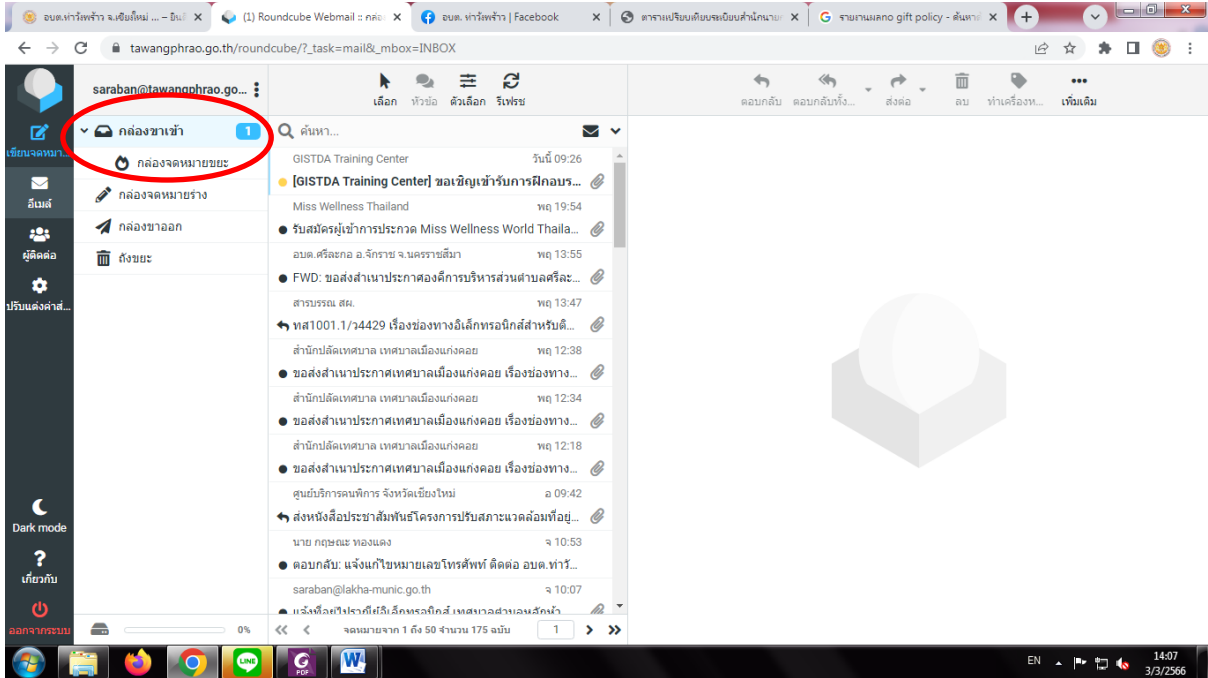 อบต.ท่าวังพร้าว จ.เชียงใหม่ ... – อินเ
(1) Roundcube Webmail :: กล่อ
อบต. ท่าวังพร้าว | Facebook
ตารางเปรียบเทียบระเบียบสำนักนาย
รายงานผลno gift policy - ค้นหา
tawangphrao.go.th/roundcube/?_task=mail&_mbox=INBOX
saraban@tawangphrao.go...
เลือก หัวข้อ ตัวเลือก รีเฟรช
ตอบกลับ ตอบกลับทั้ง... ส่งต่อ ลบ ทำเครื่องห... เพิ่มเติม
เขียนจดหมา...
อีเมล์
ผู้ติดต่อ
ปรับแต่งค่าส่...
Dark mode
เกี่ยวกับ
ออกจากระบบ
กล่องขาเข้า 1
กล่องจดหมายขยะ
กล่องจดหมายร่าง
กล่องขาออก
ถังขยะ
0%
ค้นหา...
GISTDA Training Center วันนี้ 09:26
[GISTDA Training Center] ขอเชิญเข้ารับการฝึกอบร...
Miss Wellness Thailand พฤ 19:54
รับสมัครผู้เข้าการประกวด Miss Wellness World Thaila...
อบต.ศรีละกอ อ.จักราช จ.นครราชสีมา พฤ 13:55
FWD: ขอส่งสำเนาประกาศองค์การบริหารส่วนตำบลศรีละ...
สารบรรณ สผ. พฤ 13:47
ทส1001.1/ว4429 เรื่องช่องทางอิเล็กทรอนิกส์สำหรับติ...
สำนักปลัดเทศบาล เทศบาลเมืองแก่งคอย พฤ 12:38
ขอส่งสำเนาประกาศเทศบาลเมืองแก่งคอย เรื่องช่องทาง...
สำนักปลัดเทศบาล เทศบาลเมืองแก่งคอย พฤ 12:34
ขอส่งสำเนาประกาศเทศบาลเมืองแก่งคอย เรื่องช่องทาง...
สำนักปลัดเทศบาล เทศบาลเมืองแก่งคอย พฤ 12:18
ขอส่งสำเนาประกาศเทศบาลเมืองแก่งคอย เรื่องช่องทาง...
ศูนย์บริการคนพิการ จังหวัดเชียงใหม่ อ 09:42
ส่งหนังสือประชาสัมพันธ์โครงการปรับสภาะแวดล้อมที่อยู่...
นาย กฤษณะ ทองแดง จ 10:53
ตอบกลับ: แจ้งแก้ไขหมายเลขโทรศัพท์ ติดต่อ อบต.ท่าวั...
saraban@lakha-munic.go.th จ 10:07
แจ้งที่อยู่ไปรณีย์อิเล็กทรอนิกส์ เทศบาลตำบลหลักห้า
จดหมายจาก 1 ถึง 50 จำนวน 175 ฉบับ 1
LINE
PDF
EN
14:07
3/3/2566